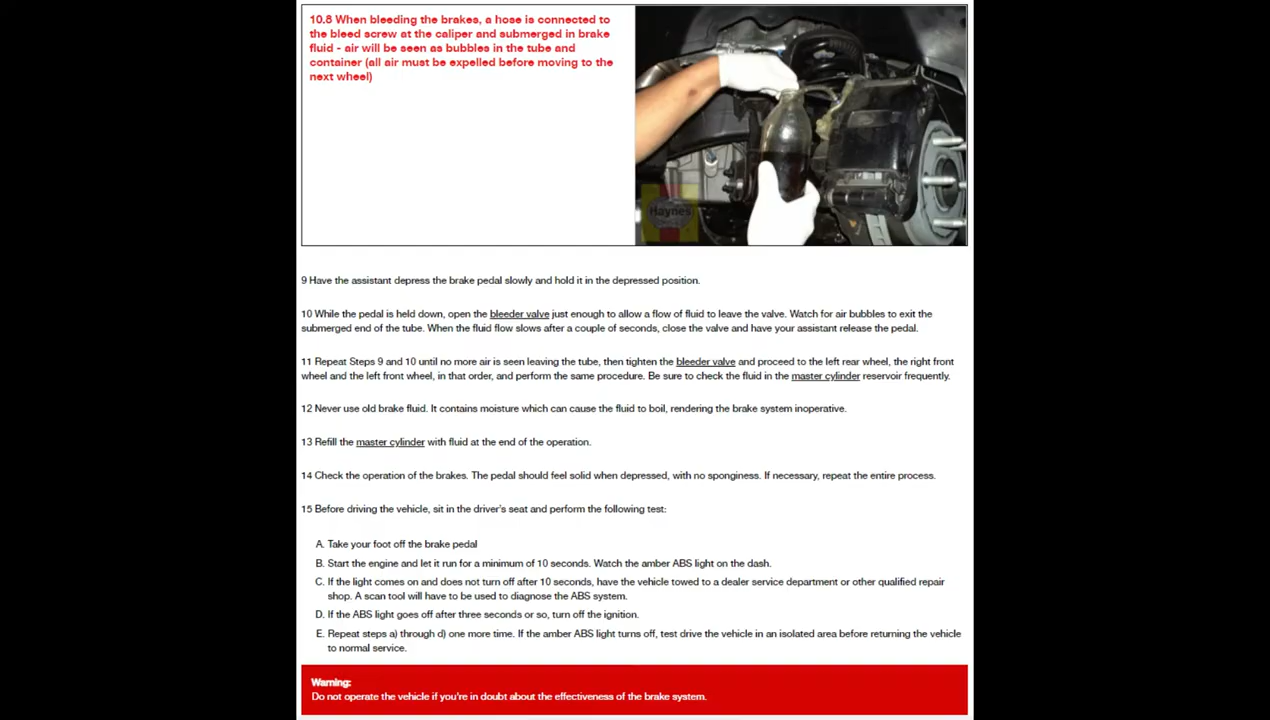 10.8 When bleeding the brakes, a hose is connected to
the bleed screw at the caliper and submerged in brake
fluid - air will be seen as bubbles in the tube and
container (all air must be expelled before moving to the
next wheel)
Haynes
9 Have the assistant depress the brake pedal slowly and hold it in the depressed position.
10 While the pedal is held down, open the bleeder valve just enough to allow a flow of fluid to leave the valve. Watch for air bubbles to exit the
submerged end of the tube. When the fluid flow slows after a couple of seconds, close the valve and have your assistant release the pedal.
11 Repeat Steps 9 and 10 until no more air is seen leaving the tube, then tighten the bleeder valve and proceed to the left rear wheel, the right front
wheel and the left front wheel, in that order, and perform the same procedure. Be sure to check the fluid in the master cylinder reservoir frequently.
12 Never use old brake fluid. It contains moisture which can cause the fluid to boil, rendering the brake system inoperative.
13 Refill the master cylinder with fluid at the end of the operation.
14 Check the operation of the brakes. The pedal should feel solid when depressed, with no sponginess. If necessary, repeat the entire process.
15 Before driving the vehicle, sit in the driver's seat and perform the following test:
A. Take your foot off the brake pedal
B. Start the engine and let it run for a minimum of 10 seconds. Watch the amber ABS light on the dash.
C. If the light comes on and does not turn off after 10 seconds, have the vehicle towed to a dealer service department or other qualified repair
shop. A scan tool will have to be used to diagnose the ABS system.
D. If the ABS light goes off after three seconds or so, turn off the ignition.
E. Repeat steps a) through d) one more time. If the amber ABS light turns off, test drive the vehicle in an isolated area before returning the vehicle
to normal service.
Warning:
Do not operate the vehicle if you're in doubt about the effectiveness of the brake system.